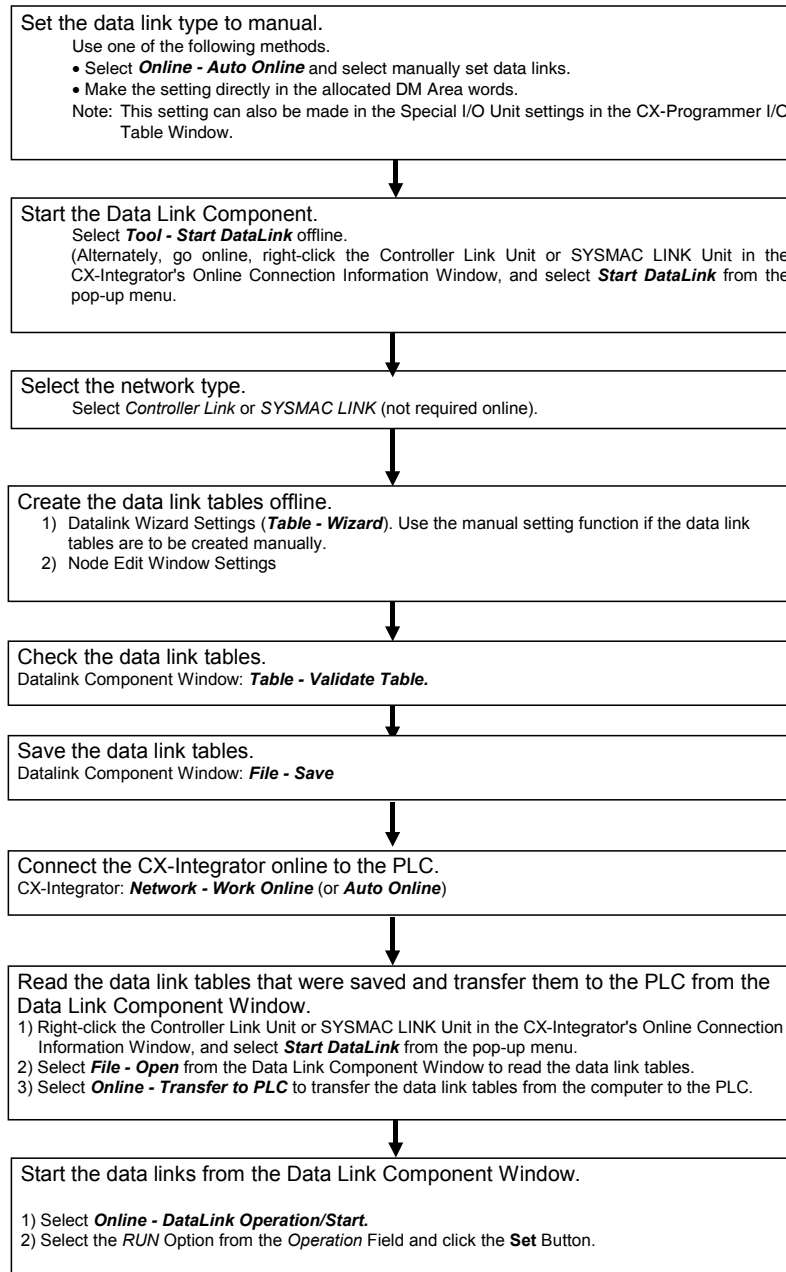 Set the data link type to manual.
Use one of the following methods.
• Select Online - Auto Online and select manually set data links.
• Make the setting directly in the allocated DM Area words.
Note: This setting can also be made in the Special I/O Unit settings in the CX-Programmer I/O
Table Window.
Start the Data Link Component.
Select Tool - Start DataLink offline.
(Alternately, go online, right-click the Controller Link Unit or SYSMAC LINK Unit in the
CX-Integrator's Online Connection Information Window, and select Start DataLink from the
pop-up menu.
Select the network type.
Select Controller Link or SYSMAC LINK (not required online).
Create the data link tables offline.
1) Datalink Wizard Settings (Table - Wizard). Use the manual setting function if the data link
tables are to be created manually.
2) Node Edit Window Settings
Check the data link tables.
Datalink Component Window: Table - Validate Table.
Save the data link tables.
Datalink Component Window: File - Save
Connect the CX-Integrator online to the PLC.
CX-Integrator: Network - Work Online (or Auto Online)
Read the data link tables that were saved and transfer them to the PLC from the
Data Link Component Window.
1) Right-click the Controller Link Unit or SYSMAC LINK Unit in the CX-Integrator's Online Connection
Information Window, and select Start DataLink from the pop-up menu.
2) Select File - Open from the Data Link Component Window to read the data link tables.
3) Select Online - Transfer to PLC to transfer the data link tables from the computer to the PLC.
Start the data links from the Data Link Component Window.
1) Select Online - DataLink Operation/Start.
2) Select the RUN Option from the Operation Field and click the Set Button.